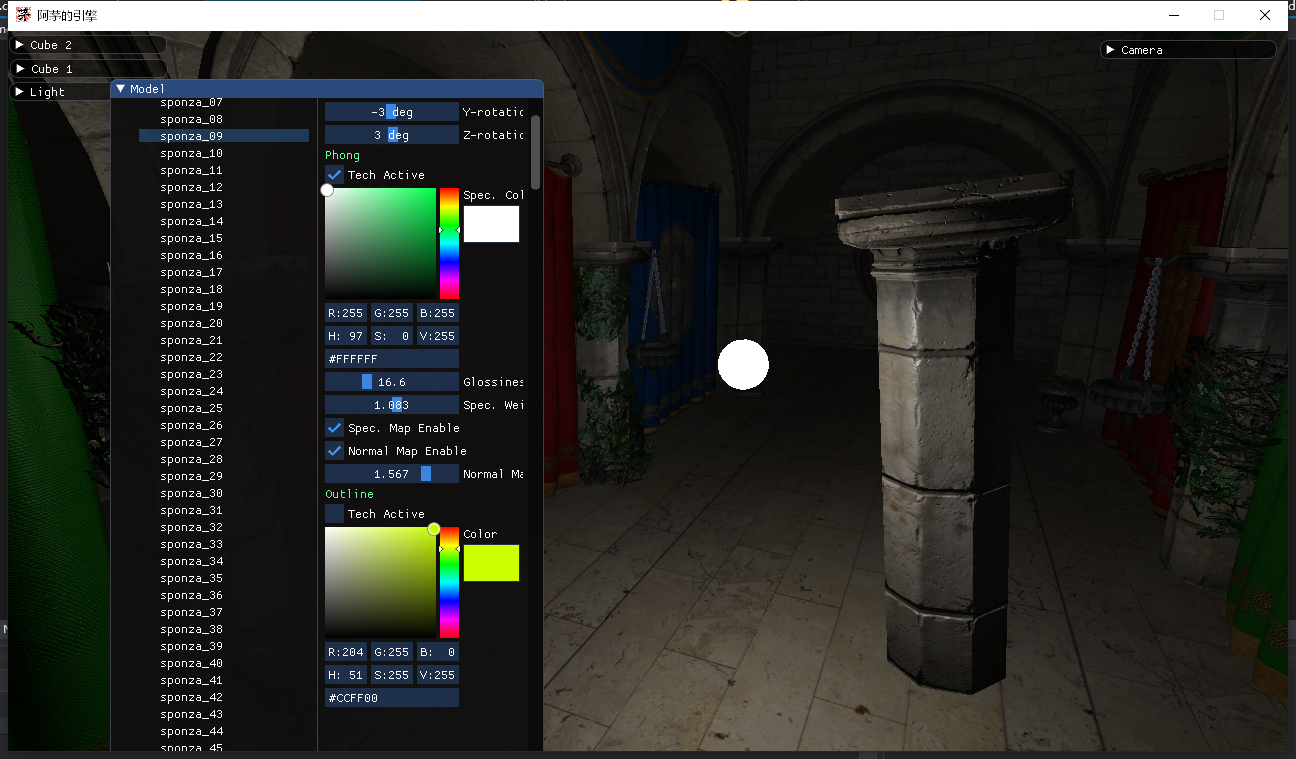 阿芓的引擎
Cube 2
Cube 1
Light
Camera
Model
sponza_07
sponza_08
sponza_09
sponza_10
sponza_11
sponza_12
sponza_13
sponza_14
sponza_15
sponza_16
sponza_17
sponza_18
sponza_19
sponza_20
sponza_21
sponza_22
sponza_23
sponza_24
sponza_25
sponza_26
sponza_27
sponza_28
sponza_29
sponza_30
sponza_31
sponza_32
sponza_33
sponza_34
sponza_35
sponza_36
sponza_37
sponza_38
sponza_39
sponza_40
sponza_41
sponza_42
sponza_43
sponza_44
sponza_45
-3 deg Y-rotatic
3 deg Z-rotatic
Phong
Tech Active
Spec. Col
R:255 G:255 B:255
H: 97 S: 0 V:255
#FFFFFF
16.6 Glossines
1.083 Spec. Wei
Spec. Map Enable
Normal Map Enable
1.567 Normal Ma
Outline
Tech Active
Color
R:204 G:255 B: 0
H: 51 S:255 V:255
#CCFF00